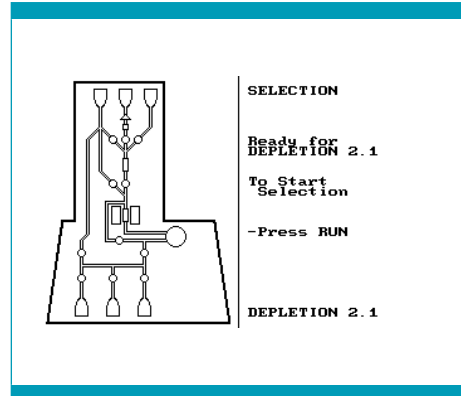 SELECTION
Ready for
DEPLETION 2.1
To Start
Selection
-Press RUN
DEPLETION 2.1